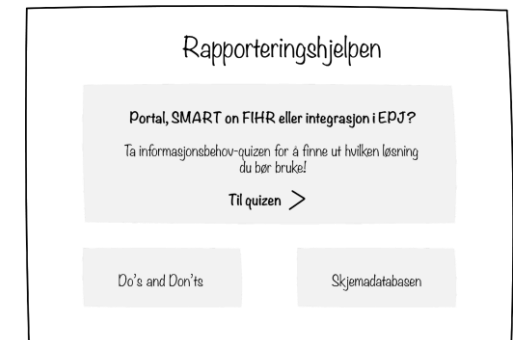 Rapporteringshjelpen
Portal, SMART on FIHR eller integrasjon i EPJ?
Ta informasjonsbehov-quizen for å finne ut hvilken løsning
du bør bruke!
Til quizen >
Do's and Don'ts
Skjemadatabasen